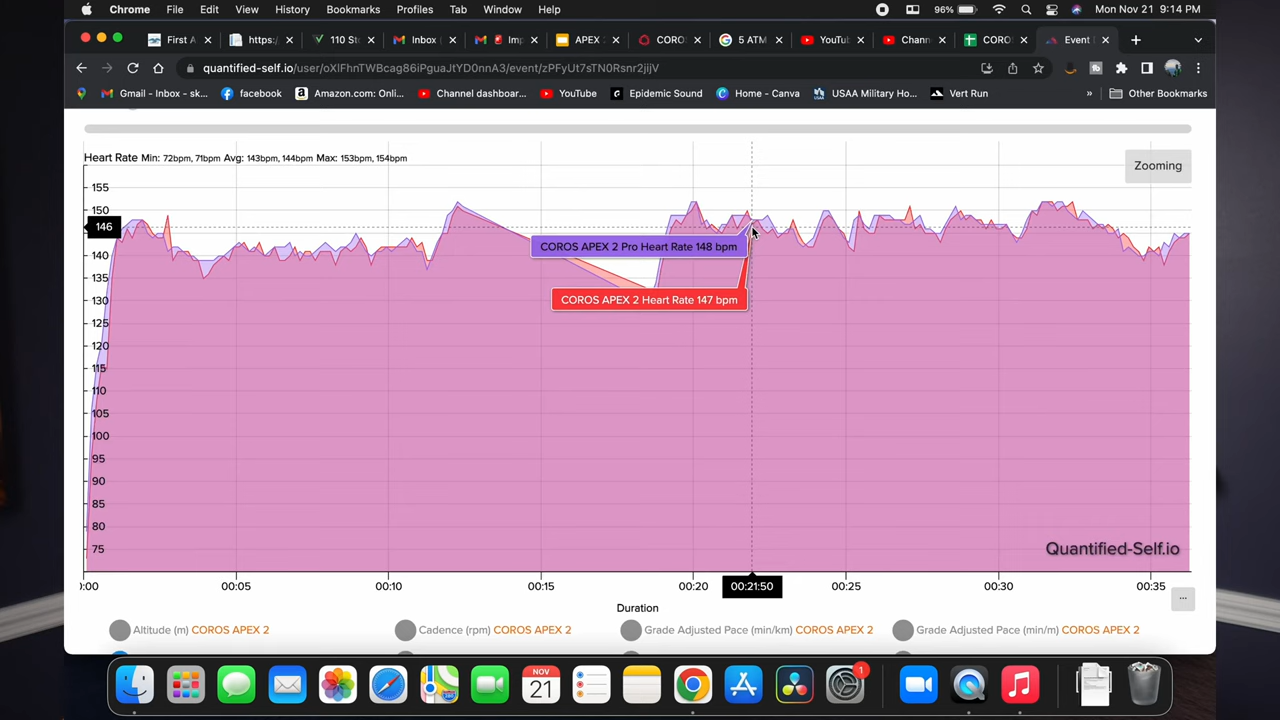 Chrome File Edit View History Bookmarks Profiles Tab Window Help 96% Mon Nov 21 9:14 PM
First A https: 110 St Inbox Imp APEX COROS 5 ATM YouTub Chann CORO Event
quantified-self.io/user/oXlFhnTWBcag86iPguaJtYD0nnA3/event/zPFyUt7sTN0Rsnr2jijV
Gmail - Inbox - sk... facebook Amazon.com: Onli... Channel dashboar... YouTube Epidemic Sound Home - Canva USAA Military Ho... Vert Run » Other Bookmarks
Heart Rate Min: 72bpm, 71bpm Avg: 143bpm, 144bpm Max: 153bpm, 154bpm
Zooming
155
150
146
140
135
130
125
120
115
110
105
100
95
90
85
80
75
COROS APEX 2 Pro Heart Rate 148 bpm
COROS APEX 2 Heart Rate 147 bpm
Quantified-Self.io
:00 00:05 00:10 00:15 00:20 00:21:50 00:25 00:30 00:35
Duration
...
Altitude (m) COROS APEX 2 Cadence (rpm) COROS APEX 2 Grade Adjusted Pace (min/km) COROS APEX 2 Grade Adjusted Pace (min/m) COROS APEX 2
NOV
21
1